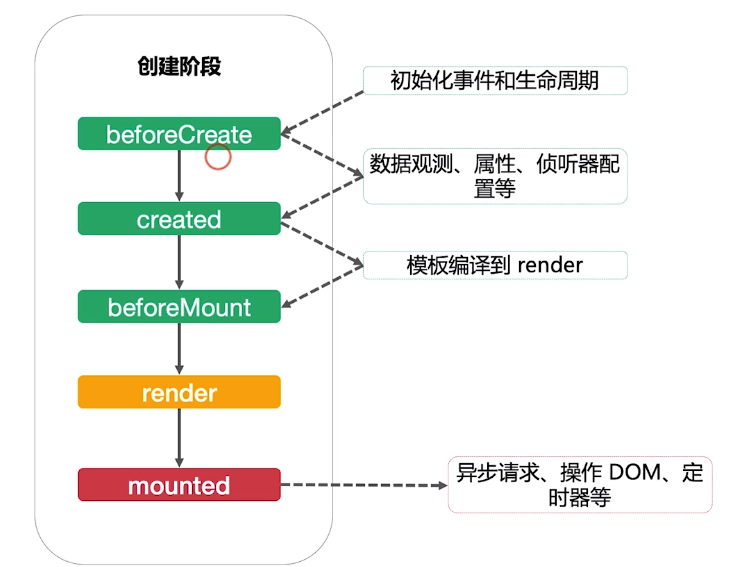 创建阶段
初始化事件和生命周期
beforeCreate
数据观测、属性、侦听器配
置等
created
模板编译到 render
beforeMount
render
mounted
异步请求、操作 DOM、定
时器等